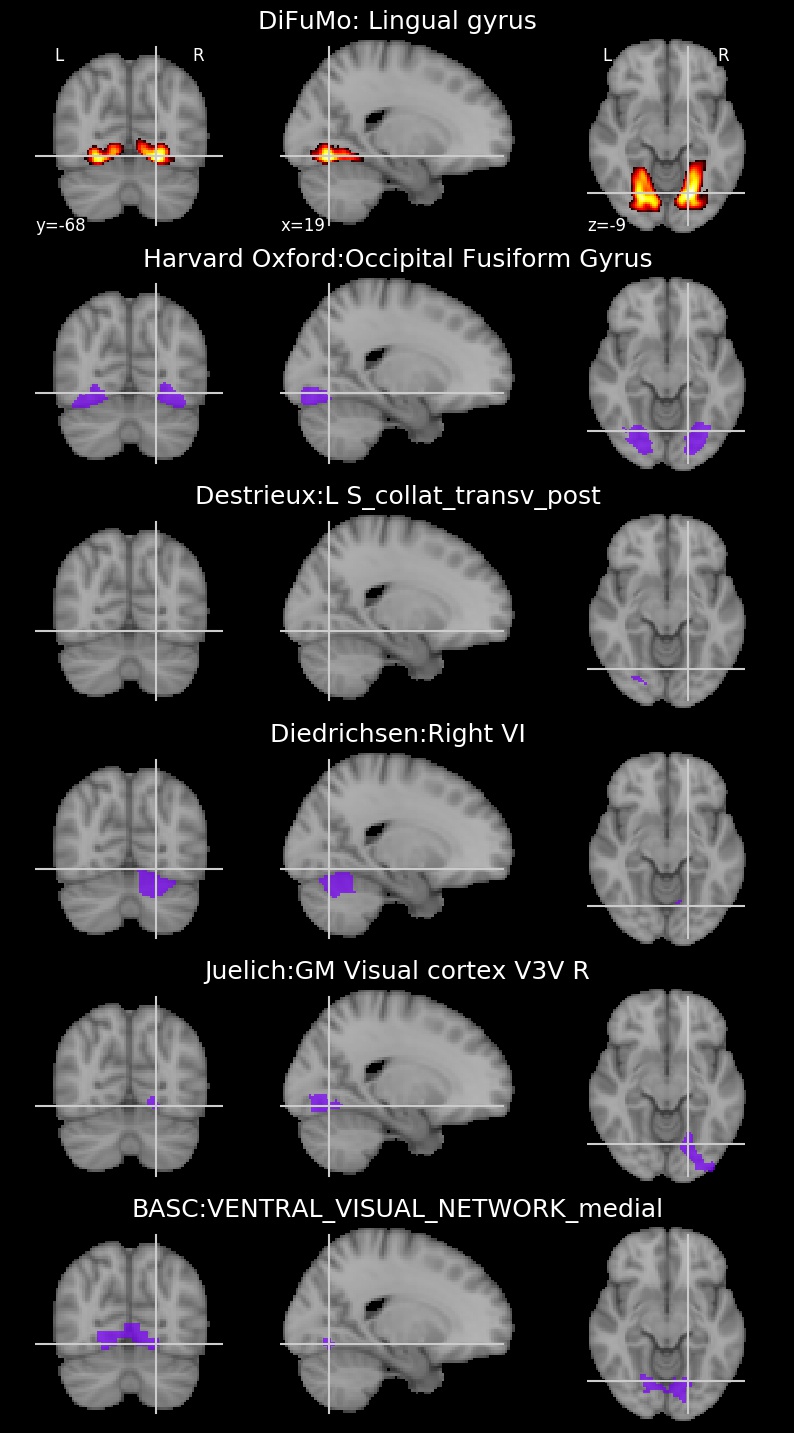 DiFuMo: Lingual gyrus
L R L R
y=-68 x=19 z=-9
Harvard Oxford:Occipital Fusiform Gyrus
Destrieux:L S_collat_transv_post
Diedrichsen:Right VI
Juelich:GM Visual cortex V3V R
BASC:VENTRAL_VISUAL_NETWORK_medial